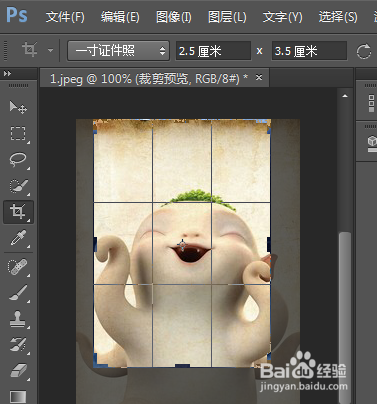 Ps 文件(F) 编辑(E) 图像(I) 图层(L) 文字(Y) 选择(S)
一寸证件照 2.5 厘米 x 3.5 厘米
1.jpeg @ 100% (裁剪预览, RGB/8#) * ×
Baidu 经验
jingyan.baidu.com